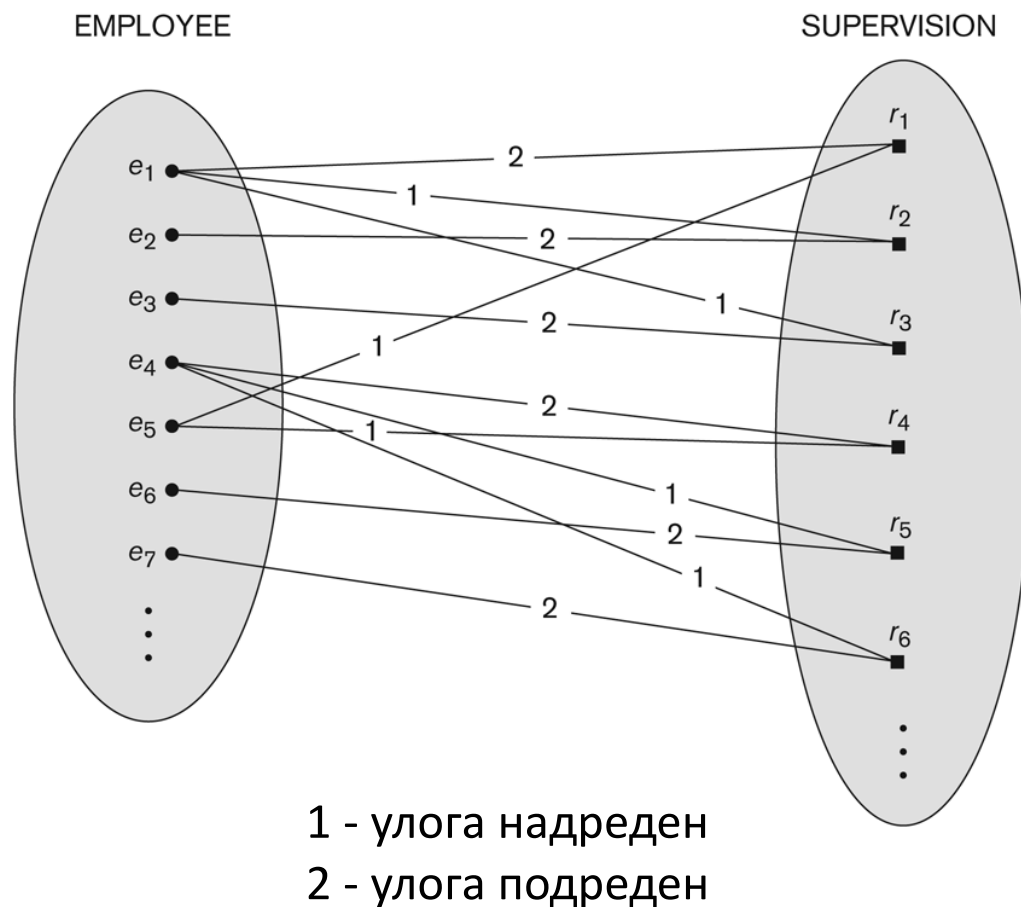 EMPLOYEE
SUPERVISION
e1
e2
e3
e4
e5
e6
e7
2
1
2
1
2
1
2
1
1
2
1
2
r1
r2
r3
r4
r5
r6
1 - улога надреден
2 - улога подреден